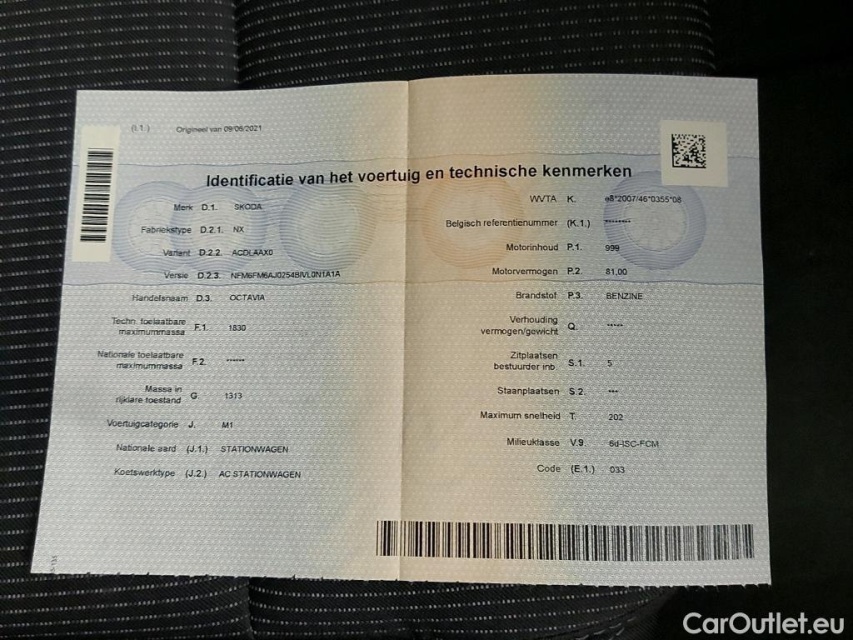 (I.1.) Origineel van 09/06/2021
Identificatie van het voertuig en technische kenmerken
Merk D.1. SKODA
Fabriekstype D.2.1. NX
Variant D.2.2. ACDLAAX0
Versie D.2.3. NFM6FM6AJ0254BIVL0N1A1A
Handelsnaam D.3. OCTAVIA
Techn. toelaatbare
maximummassa F.1. 1830
Nationale toelaatbare
maximummassa F.2. ******
Massa in
rijklare toestand G. 1313
Voertuigcategorie J. M1
Nationale aard (J.1.) STATIONWAGEN
Koetswerktype (J.2.) AC STATIONWAGEN
WVTA K. e8*2007/46*0355*08
Belgisch referentienummer (K.1.) ********
Motorinhoud P.1. 999
Motorvermogen P.2. 81,00
Brandstof P.3. BENZINE
Verhouding
vermogen/gewicht Q. *****
Zitplaatsen
bestuurder inb. S.1. 5
Staanplaatsen S.2. ***
Maximum snelheid T. 202
Milieuklasse V.9. 6d-ISC-FCM
Code (E.1.) 033
CarOutlet.eu